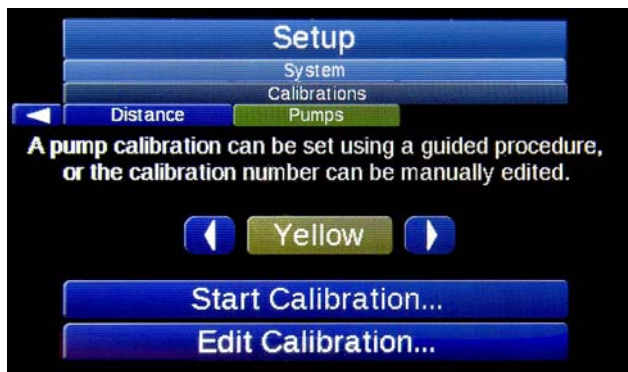 Setup
System
Calibrations
Distance
Pumps
A pump calibration can be set using a guided procedure,
or the calibration number can be manually edited.
Yellow
Start Calibration...
Edit Calibration...